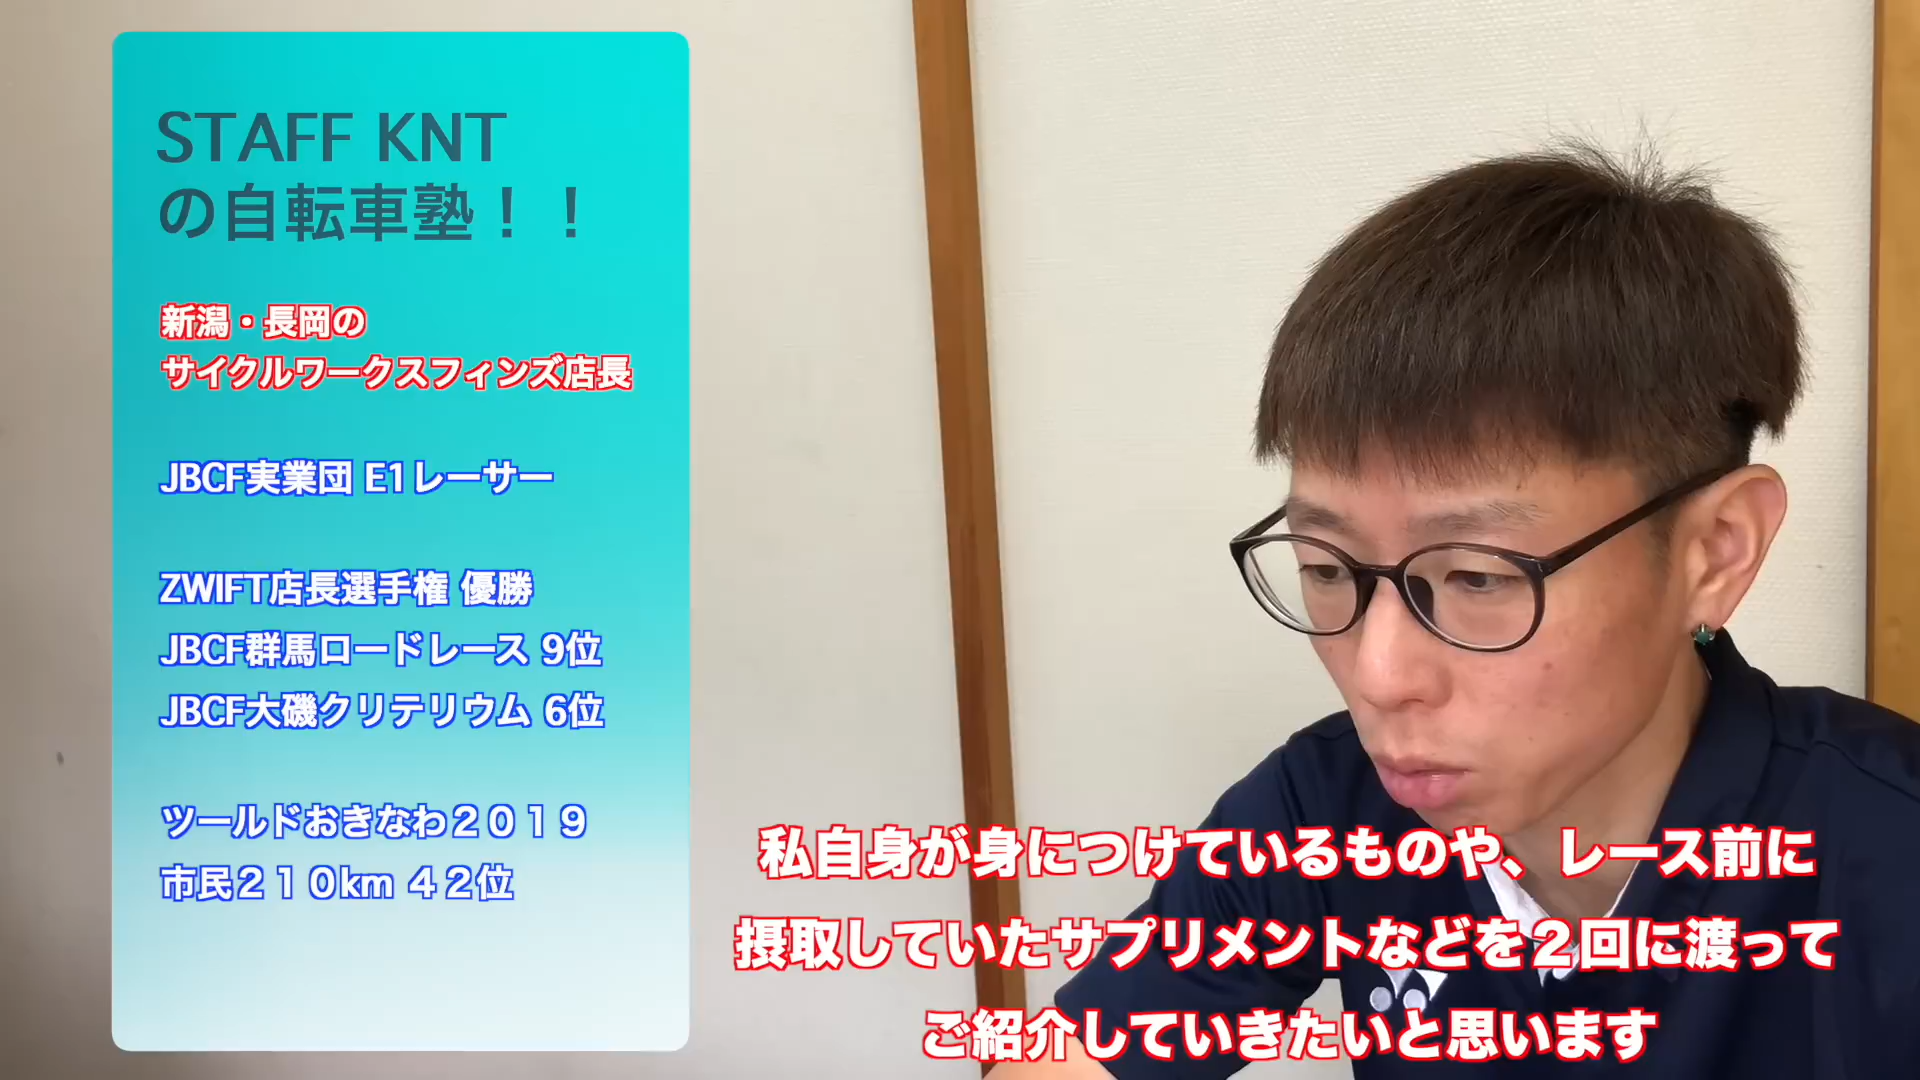 STAFF KNT
の自転車塾！！
新潟・長岡の
サイクルワークスフィンズ店長
JBCF実業団 E1レーサー
ZWIFT店長選手権 優勝
JBCF群馬ロードレース 9位
JBCF大磯クリテリウム 6位
ツールドおきなわ２０１９
市民２１０km ４２位
私自身が身につけているものや、レース前に
摂取していたサプリメントなどを２回に渡って
ご紹介していきたいと思います